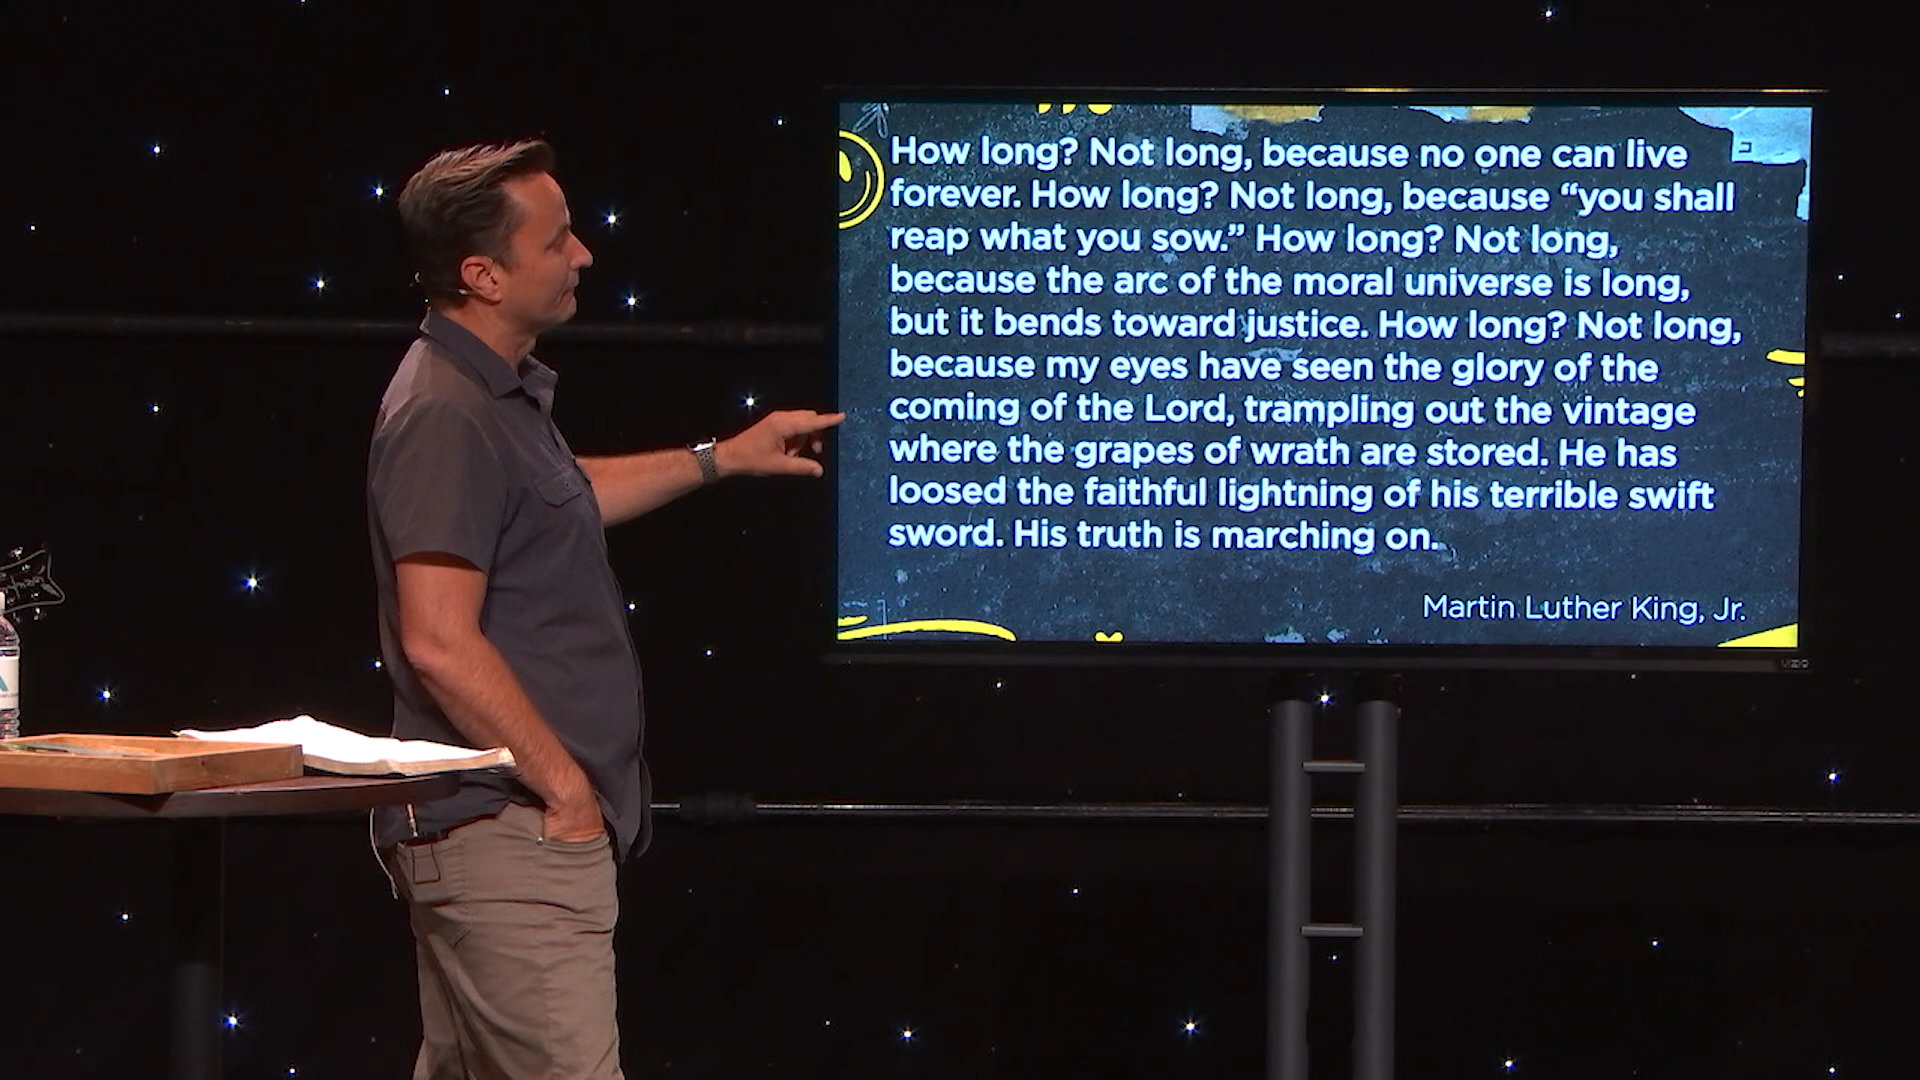 How long? Not long, because no one can live
forever. How long? Not long, because “you shall
reap what you sow.” How long? Not long,
because the arc of the moral universe is long,
but it bends toward justice. How long? Not long,
because my eyes have seen the glory of the
coming of the Lord, trampling out the vintage
where the grapes of wrath are stored. He has
loosed the faithful lightning of his terrible swift
sword. His truth is marching on.
Martin Luther King, Jr.
VIZIO